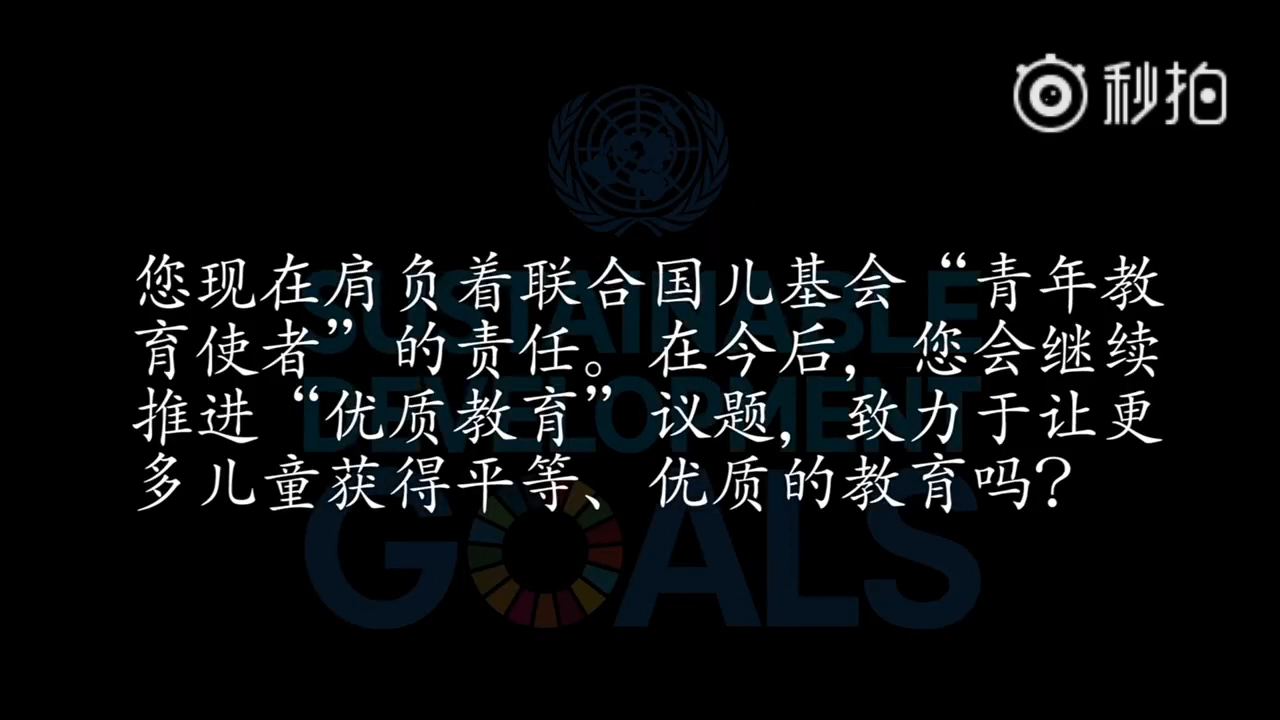 秒拍
您现在肩负着联合国儿基会“青年教
育使者”的责任。在今后，您会继续
推进“优质教育”议题，致力于让更
多儿童获得平等、优质的教育吗？
SUSTAINABLE
DEVELOPMENT
GOALS